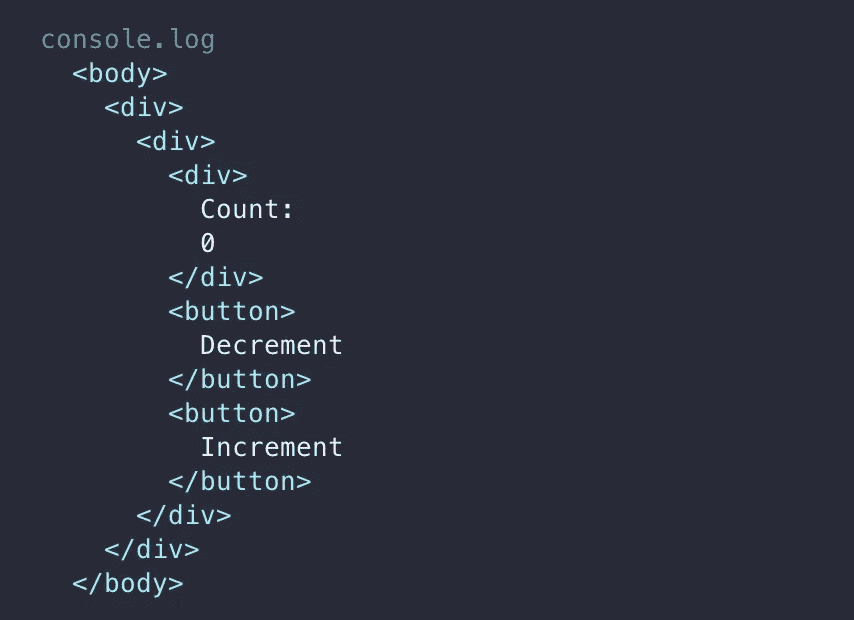 console.log
  <body>
    <div>
      <div>
        <div>
          Count:
          0
        </div>
        <button>
          Decrement
        </button>
        <button>
          Increment
        </button>
      </div>
    </div>
  </body>